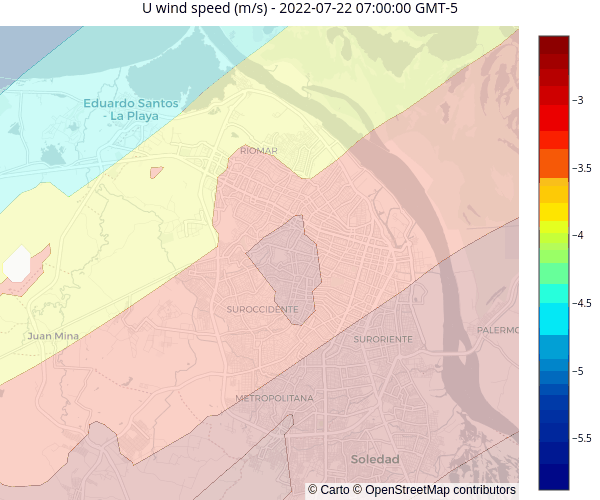 U wind speed (m/s) - 2022-07-22 07:00:00 GMT-5
Eduardo Santos
- La Playa
RIOMAR
SUROCCIDENTE
Juan Mina
SURORIENTE
PALERMO
METROPOLITANA
Soledad
−3
−3.5
−4
−4.5
−5
−5.5
© Carto © OpenStreetMap contributors